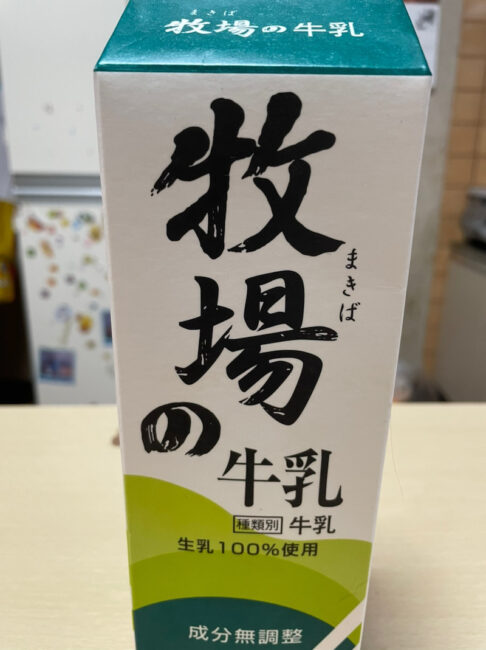 まきば
牧場の牛乳
牧場の
まきば
牛乳
種類別 牛乳
生乳100%使用
成分無調整